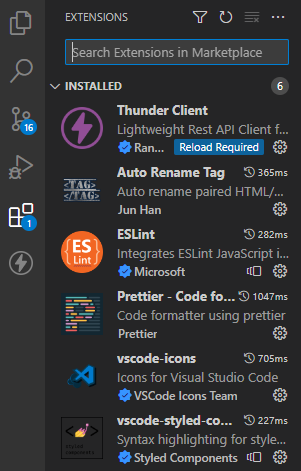 EXTENSIONS
Search Extensions in Marketplace
INSTALLED 6
Thunder Client
Lightweight Rest API Client f...
Ran... Reload Required
<TAG> Auto Rename Tag 365ms
</TAG> Auto rename paired HTML/...
Jun Han
ES ESLint 282ms
Lint Integrates ESLint JavaScript i...
Microsoft
Prettier - Code fo... 1047ms
Code formatter using prettier
Prettier
vscode-icons 705ms
Icons for Visual Studio Code
VSCode Icons Team
vscode-styled-co... 227ms
Syntax highlighting for style...
styled components Styled Components
16
1